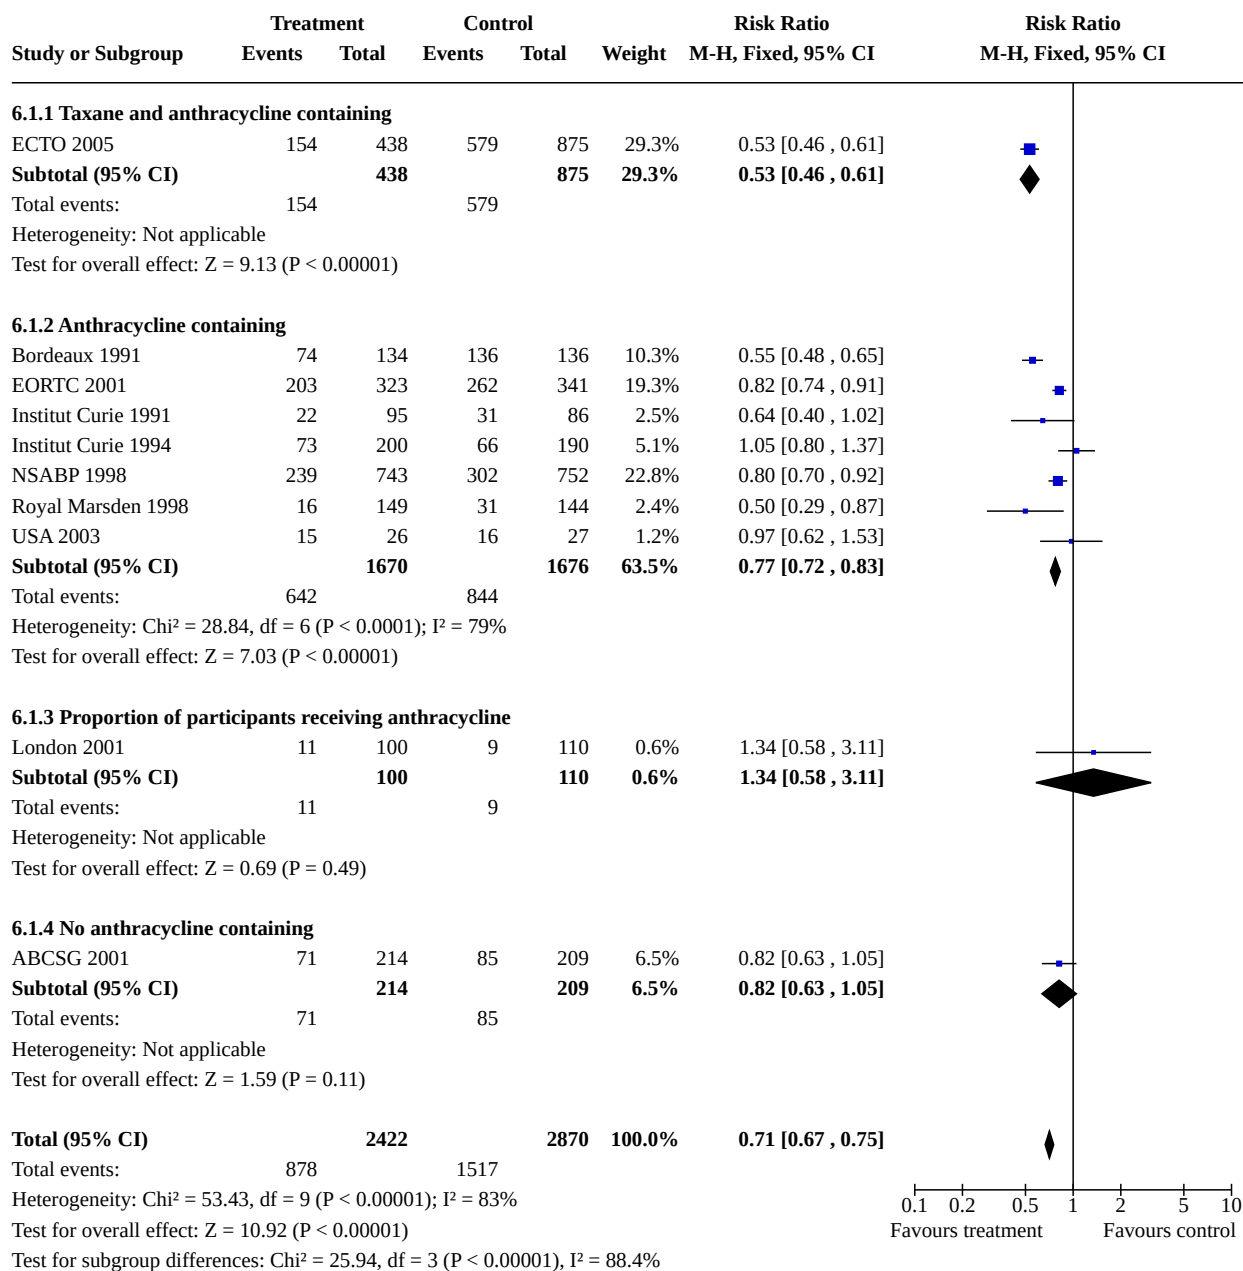 Treatment Control Risk Ratio Risk Ratio
Study or Subgroup Events Total Events Total Weight M-H, Fixed, 95% CI M-H, Fixed, 95% CI
6.1.1 Taxane and anthracycline containing
ECTO 2005 154 438 579 875 29.3% 0.53 [0.46 , 0.61]
Subtotal (95% CI) 438 875 29.3% 0.53 [0.46 , 0.61]
Total events: 154 579
Heterogeneity: Not applicable
Test for overall effect: Z = 9.13 (P < 0.00001)
6.1.2 Anthracycline containing
Bordeaux 1991 74 134 136 136 10.3% 0.55 [0.48 , 0.65]
EORTC 2001 203 323 262 341 19.3% 0.82 [0.74 , 0.91]
Institut Curie 1991 22 95 31 86 2.5% 0.64 [0.40 , 1.02]
Institut Curie 1994 73 200 66 190 5.1% 1.05 [0.80 , 1.37]
NSABP 1998 239 743 302 752 22.8% 0.80 [0.70 , 0.92]
Royal Marsden 1998 16 149 31 144 2.4% 0.50 [0.29 , 0.87]
USA 2003 15 26 16 27 1.2% 0.97 [0.62 , 1.53]
Subtotal (95% CI) 1670 1676 63.5% 0.77 [0.72 , 0.83]
Total events: 642 844
Heterogeneity: Chi² = 28.84, df = 6 (P < 0.0001); I² = 79%
Test for overall effect: Z = 7.03 (P < 0.00001)
6.1.3 Proportion of participants receiving anthracycline
London 2001 11 100 9 110 0.6% 1.34 [0.58 , 3.11]
Subtotal (95% CI) 100 110 0.6% 1.34 [0.58 , 3.11]
Total events: 11 9
Heterogeneity: Not applicable
Test for overall effect: Z = 0.69 (P = 0.49)
6.1.4 No anthracycline containing
ABCSG 2001 71 214 85 209 6.5% 0.82 [0.63 , 1.05]
Subtotal (95% CI) 214 209 6.5% 0.82 [0.63 , 1.05]
Total events: 71 85
Heterogeneity: Not applicable
Test for overall effect: Z = 1.59 (P = 0.11)
Total (95% CI) 2422 2870 100.0% 0.71 [0.67 , 0.75]
Total events: 878 1517
Heterogeneity: Chi² = 53.43, df = 9 (P < 0.00001); I² = 83%
0.1 0.2 0.5 1 2 5 10
Test for overall effect: Z = 10.92 (P < 0.00001)
Favours treatment Favours control
Test for subgroup differences: Chi² = 25.94, df = 3 (P < 0.00001), I² = 88.4%